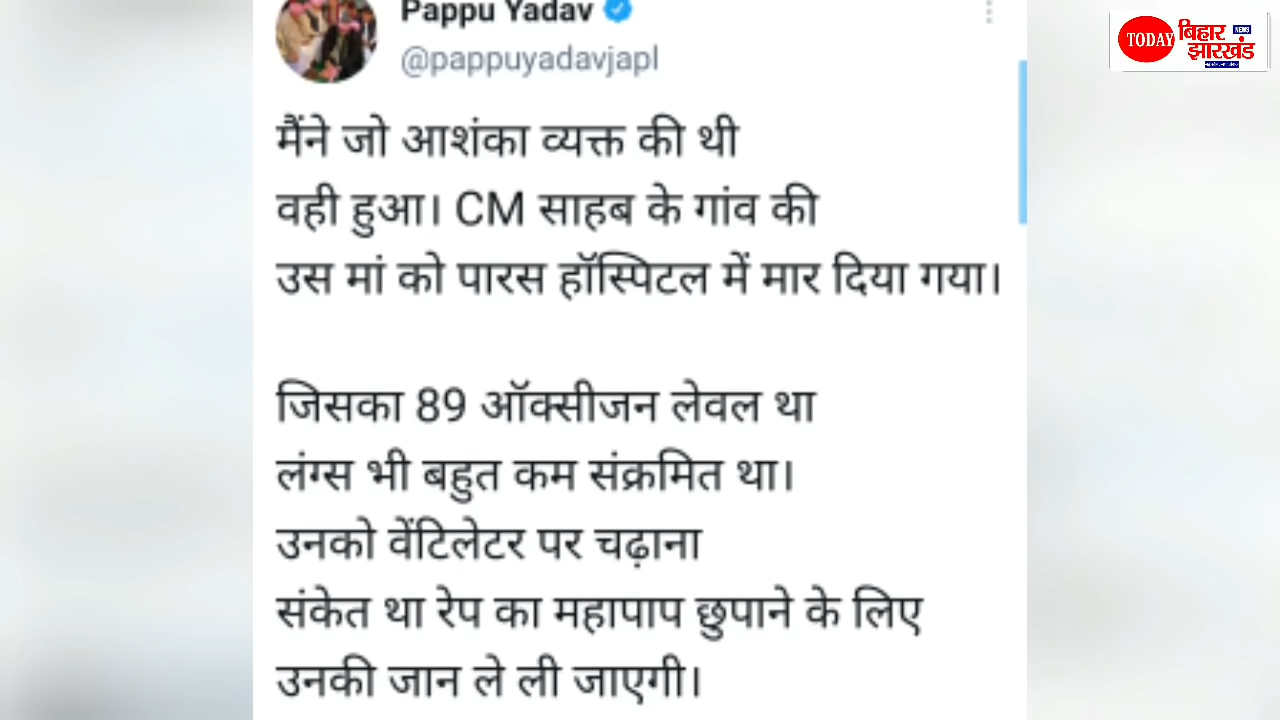 Pappu Yadav
@pappuyadavjapl
TODAY
बिहार
NEWS
झारखंड
मैंने जो आशंका व्यक्त की थी
वही हुआ। CM साहब के गांव की
उस मां को पारस हॉस्पिटल में मार दिया गया।
जिसका 89 ऑक्सीजन लेवल था
लंग्स भी बहुत कम संक्रमित था।
उनको वेंटिलेटर पर चढ़ाना
संकेत था रेप का महापाप छुपाने के लिए
उनकी जान ले ली जाएगी।